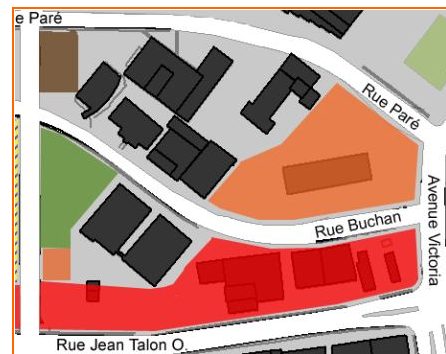 e Paré
Rue Paré
Avenue Victoria
Rue Buchan
Rue Jean Talon O.